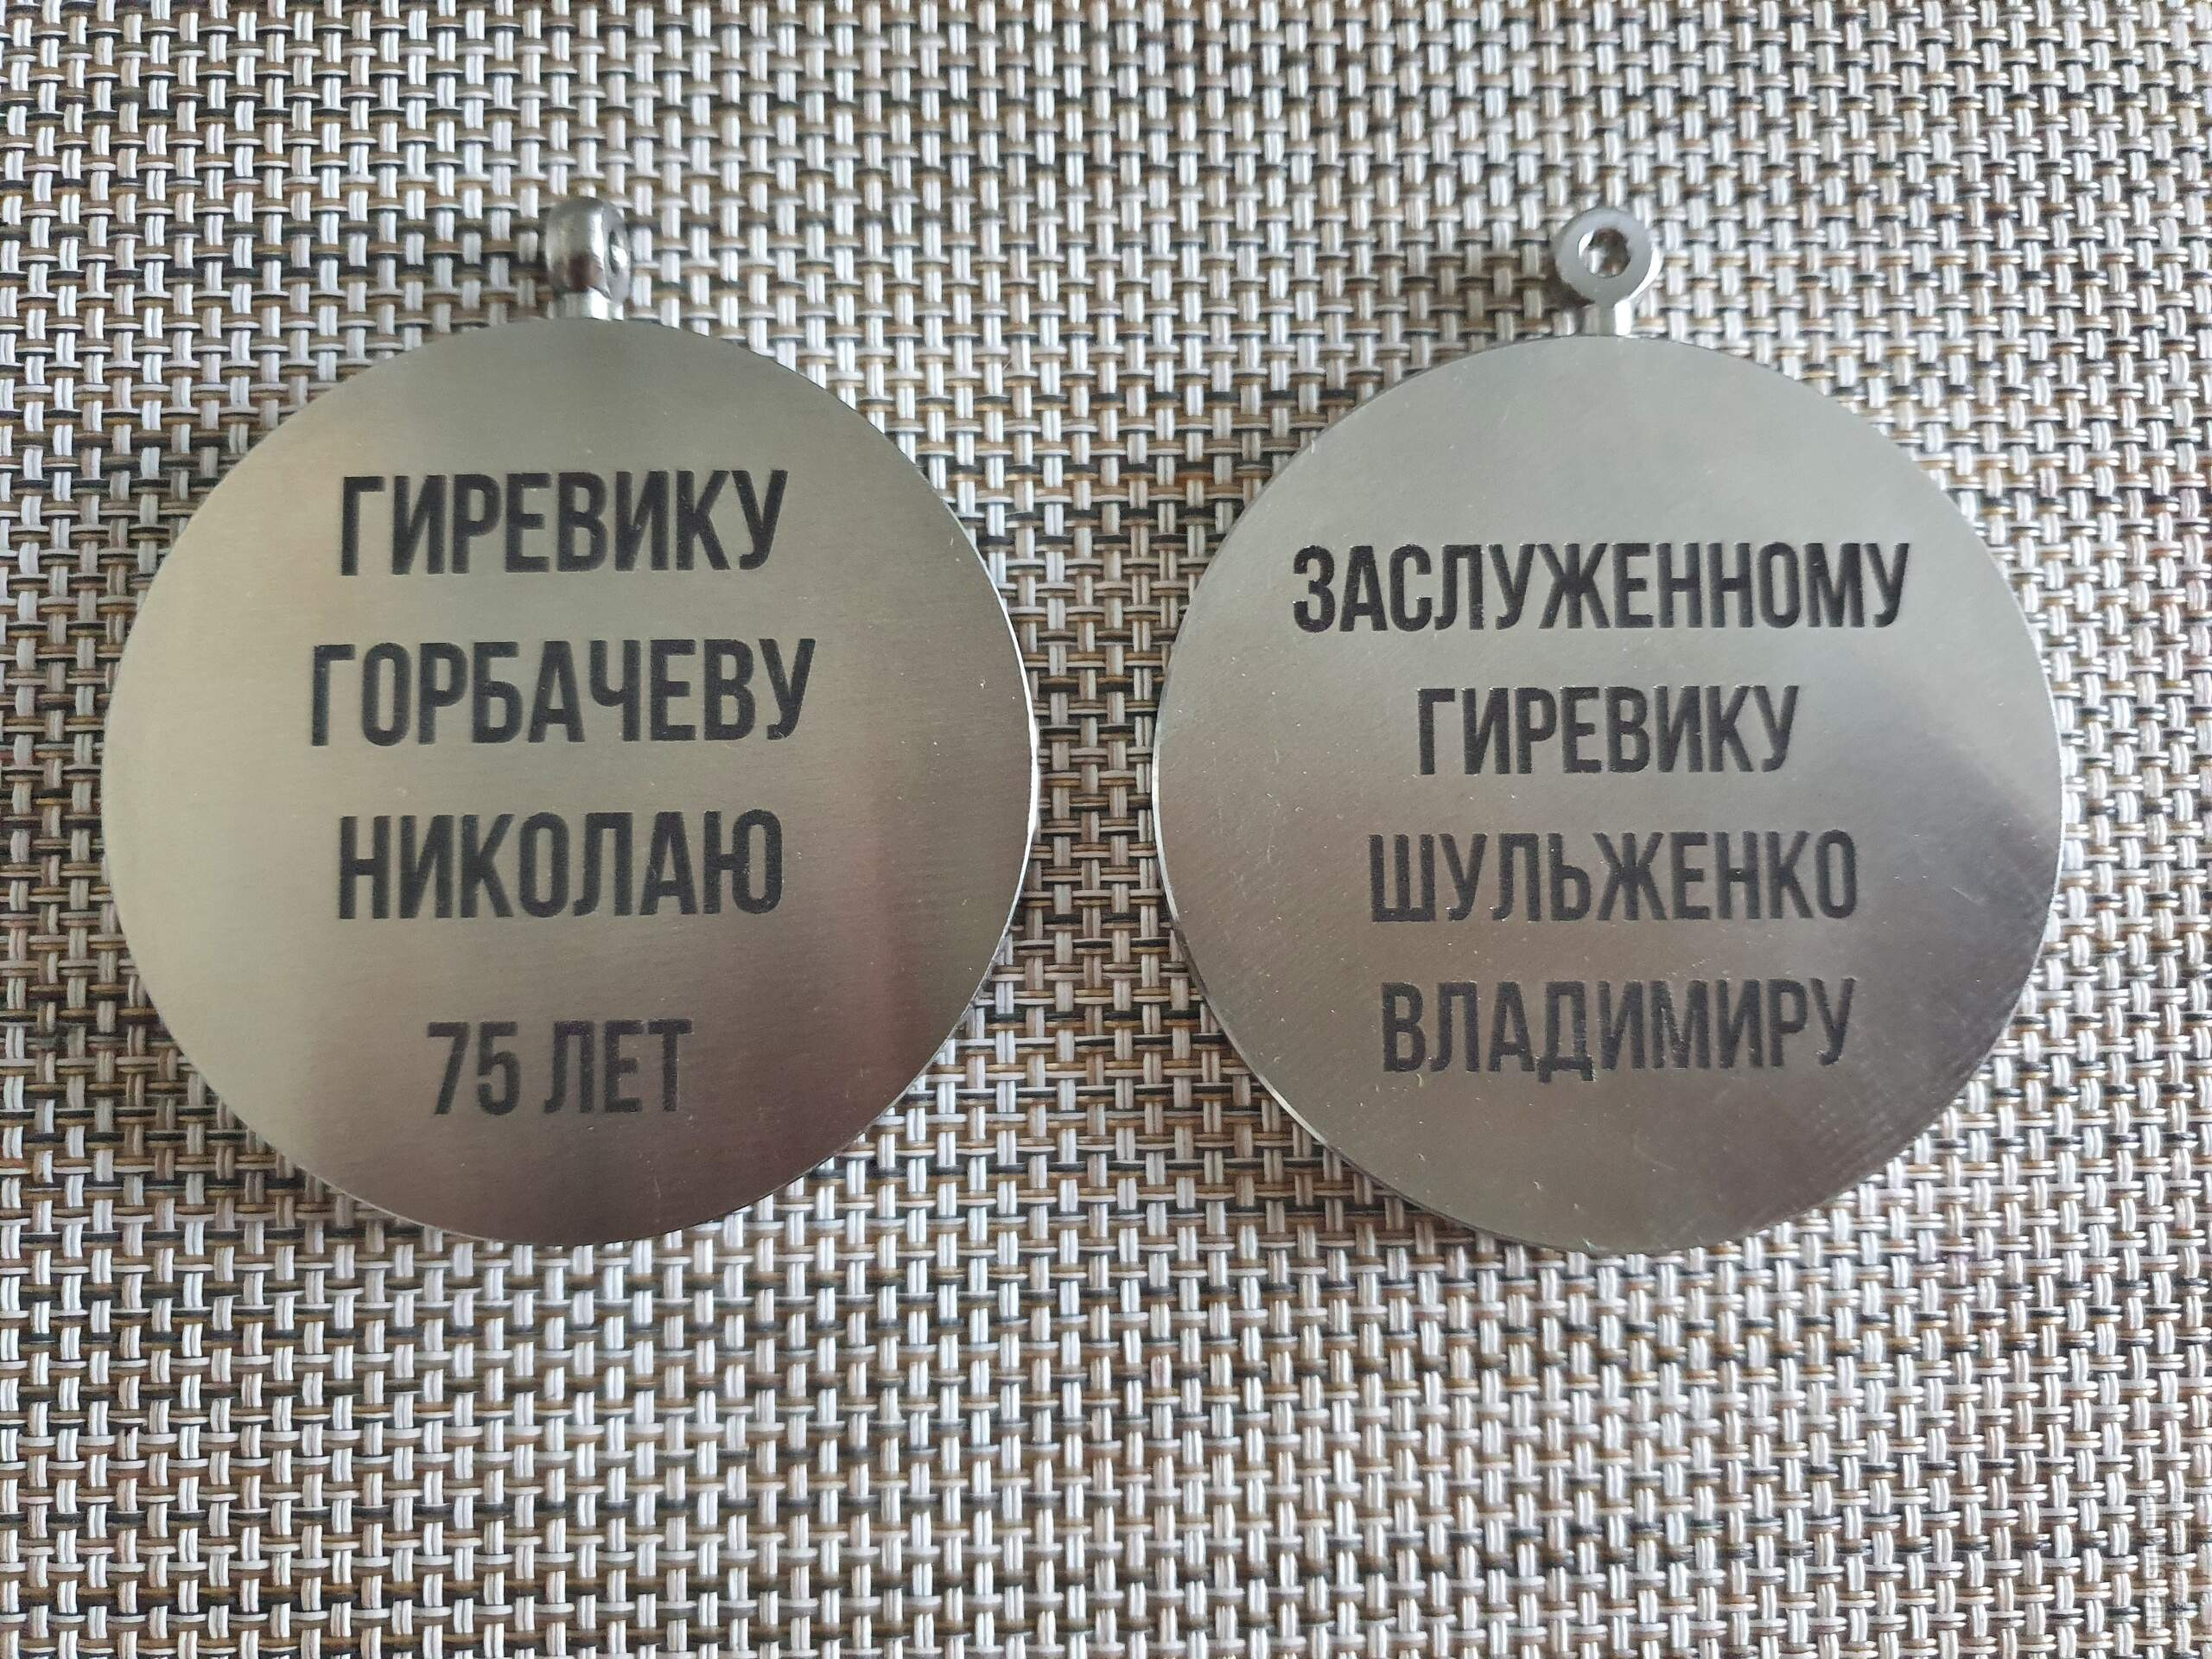 ГИРЕВИКУ
ГОРБАЧЕВУ
НИКОЛАЮ
75 ЛЕТ
ЗАСЛУЖЕННОМУ
ГИРЕВИКУ
ШУЛЬЖЕНКО
ВЛАДИМИРУ